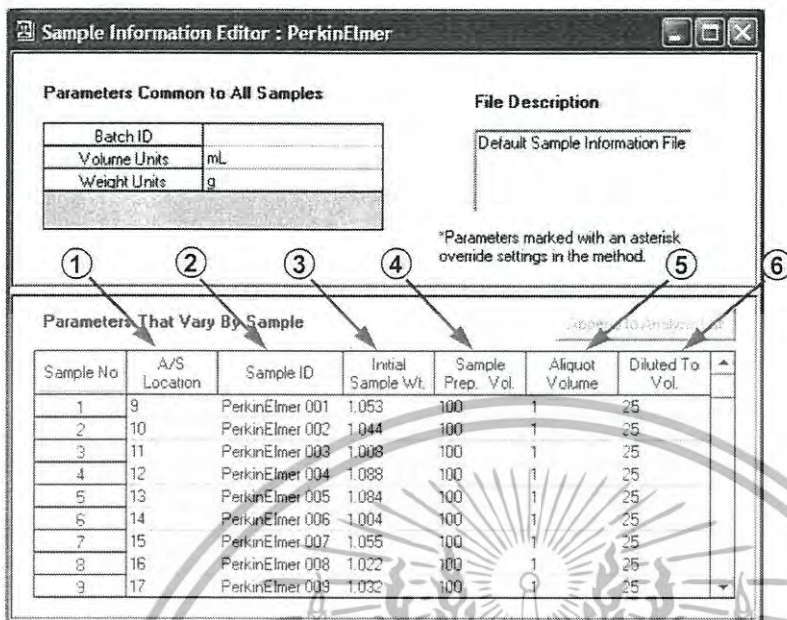 Sample Information Editor : PerkinElmer
Parameters Common to All Samples
File Description
Batch ID
Volume Units mL
Weight Units g
Default Sample Information File
*Parameters marked with an asterisk
override settings in the method.
1 2 3 4 5 6
Parameters That Vary By Sample
Sample No A/S Location Sample ID Initial Sample Wt. Sample Prep. Vol. Aliquot Volume Diluted To Vol.
1 9 PerkinElmer 001 1.053 100 1 25
2 10 PerkinElmer 002 1.044 100 1 25
3 11 PerkinElmer 003 1.008 100 1 25
4 12 PerkinElmer 004 1.088 100 1 25
5 13 PerkinElmer 005 1.084 100 1 25
6 14 PerkinElmer 006 1.004 100 1 25
7 15 PerkinElmer 007 1.055 100 1 25
8 16 PerkinElmer 008 1.022 100 1 25
9 17 PerkinElmer 009 1.032 100 1 25